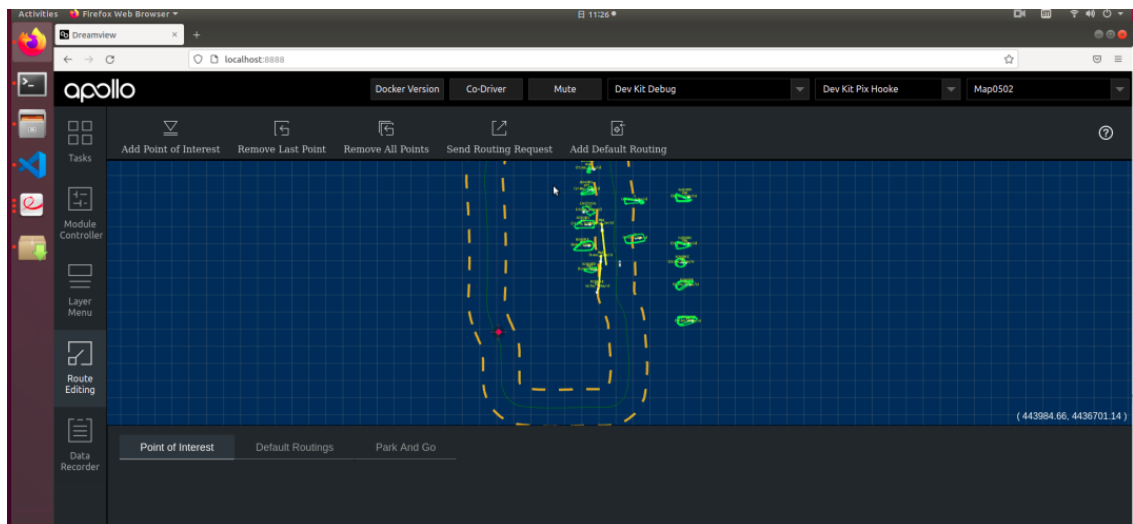 Activities Firefox Web Browser 日 11:26
Dreamview
localhost:8888
apollo Docker Version Co-Driver Mute Dev Kit Debug Dev Kit Pix Hooke Map0502
Tasks
Add Point of Interest Remove Last Point Remove All Points Send Routing Request Add Default Routing
Module
Controller
Layer
Menu
Route
Editing
( 443984.66, 4436701.14 )
Data
Recorder
Point of Interest Default Routings Park And Go